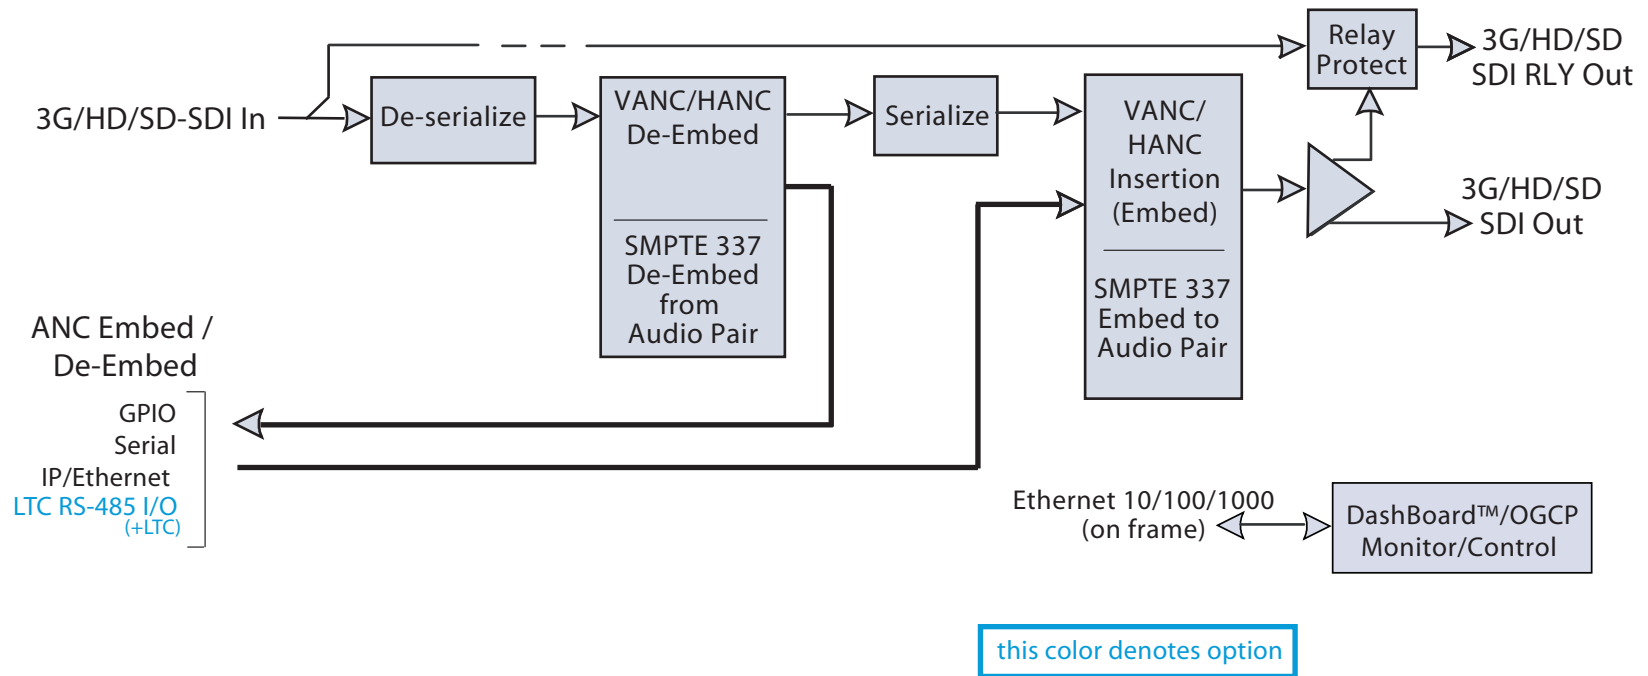 Relay
Protect
3G/HD/SD
SDI RLY Out
3G/HD/SD-SDI In
De-serialize
VANC/HANC
De-Embed
SMPTE 337
De-Embed
from
Audio Pair
Serialize
VANC/
HANC
Insertion
(Embed)
SMPTE 337
Embed to
Audio Pair
3G/HD/SD
SDI Out
ANC Embed /
De-Embed
GPIO
Serial
IP/Ethernet
LTC RS-485 I/O
(+LTC)
Ethernet 10/100/1000
(on frame)
DashBoard™/OGCP
Monitor/Control
this color denotes option